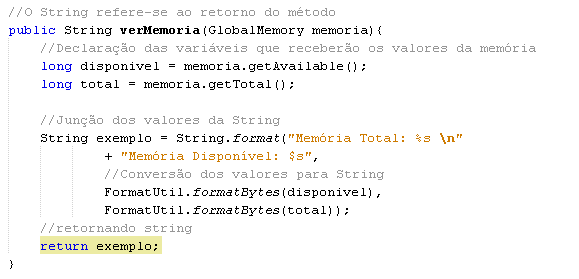 //O String refere-se ao retorno do método
public String verMemoria(GlobalMemory memoria){
//Declaração das variáveis que receberão os valores da memória
long disponivel = memoria.getAvailable();
long total = memoria.getTotal();
//Junção dos valores da String
String exemplo = String.format("Memória Total: %s \n"
+ "Memória Disponível: $s",
//Conversão dos valores para String
FormatUtil.formatBytes(disponivel),
FormatUtil.formatBytes(total));
//retornando string
return exemplo;
}